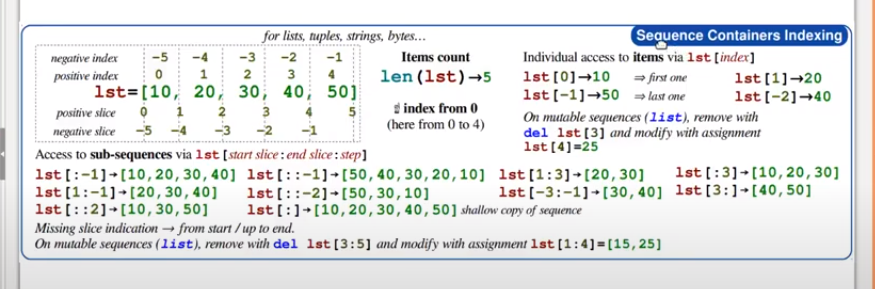 for lists, tuples, strings, bytes…
Sequence Containers Indexing
negative index -5 -4 -3 -2 -1
positive index 0 1 2 3 4
lst=[10, 20, 30, 40, 50]
positive slice 0 1 2 3 4 5
negative slice -5 -4 -3 -2 -1
Items count
len(lst)→5
index from 0
(here from 0 to 4)
Individual access to items via lst[index]
lst[0]→10 ⇒ first one lst[1]→20
lst[-1]→50 ⇒ last one lst[-2]→40
On mutable sequences (list), remove with
del lst[3] and modify with assignment
lst[4]=25
Access to sub-sequences via lst[start slice:end slice:step]
lst[:-1]→[10,20,30,40] lst[::-1]→[50,40,30,20,10] lst[1:3]→[20,30] lst[:3]→[10,20,30]
lst[1:-1]→[20,30,40] lst[::-2]→[50,30,10] lst[-3:-1]→[30,40] lst[3:]→[40,50]
lst[::2]→[10,30,50] lst[:]→[10,20,30,40,50] shallow copy of sequence
Missing slice indication → from start / up to end.
On mutable sequences (list), remove with del lst[3:5] and modify with assignment lst[1:4]=[15,25]